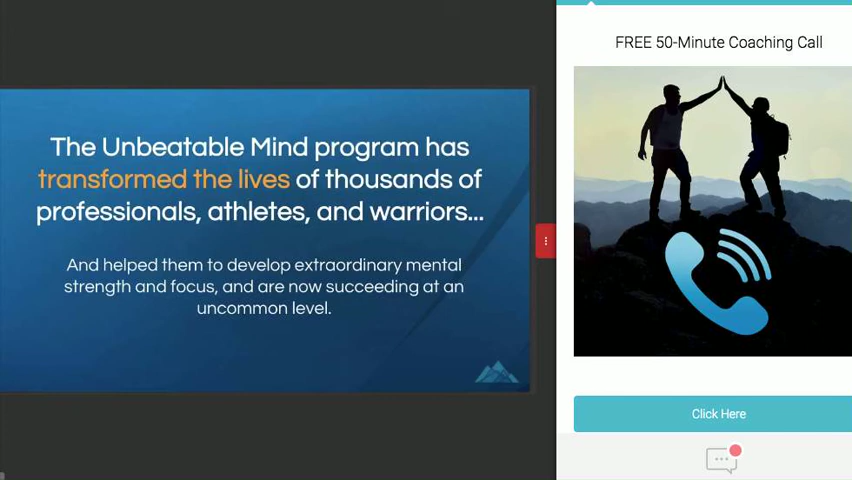 The Unbeatable Mind program has
transformed the lives of thousands of
professionals, athletes, and warriors...
And helped them to develop extraordinary mental
strength and focus, and are now succeeding at an
uncommon level.
FREE 50-Minute Coaching Call
Click Here